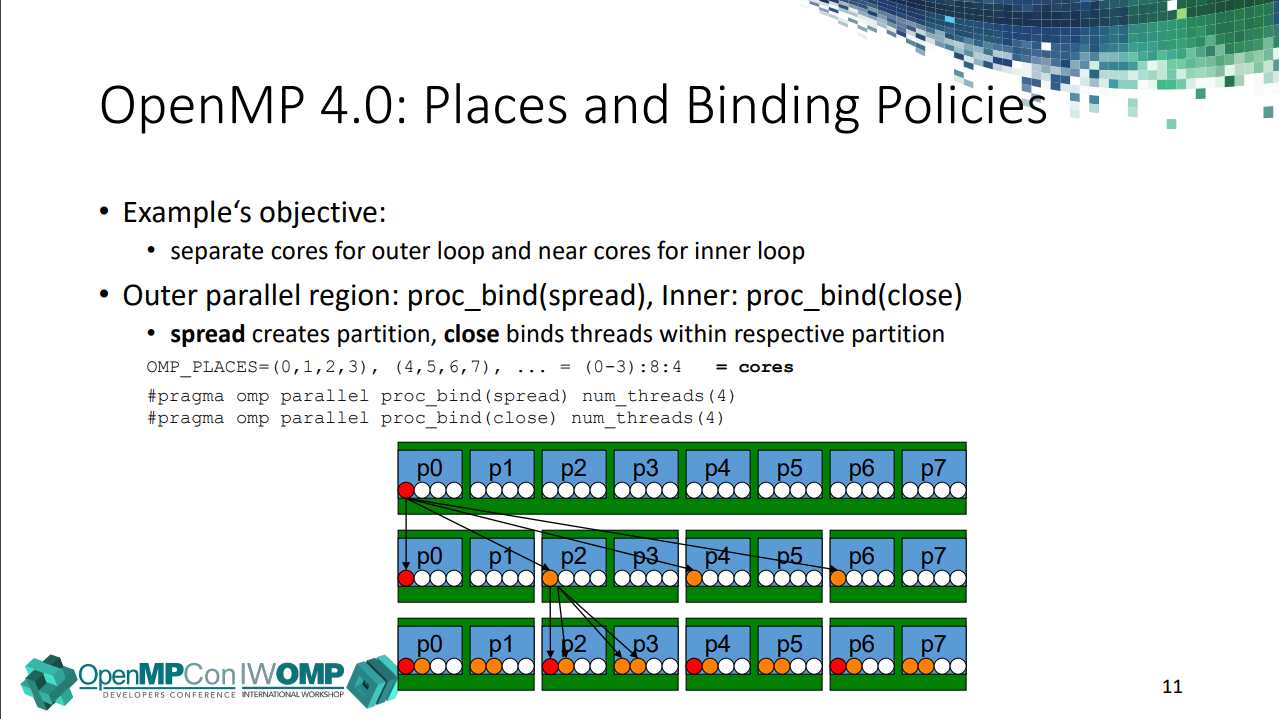 OpenMP 4.0: Places and Binding Policies
• Example‘s objective:
• separate cores for outer loop and near cores for inner loop
• Outer parallel region: proc_bind(spread), Inner: proc_bind(close)
• spread creates partition, close binds threads within respective partition
OMP_PLACES=(0,1,2,3), (4,5,6,7), ... = (0-3):8:4 = cores
#pragma omp parallel proc_bind(spread) num_threads(4)
#pragma omp parallel proc_bind(close) num_threads(4)
p0 p1 p2 p3 p4 p5 p6 p7
p0 p1 p2 p3 p4 p5 p6 p7
p0 p1 p2 p3 p4 p5 p6 p7
OpenMPCon IWOMP
DEVELOPERS CONFERENCE INTERNATIONAL WORKSHOP
11